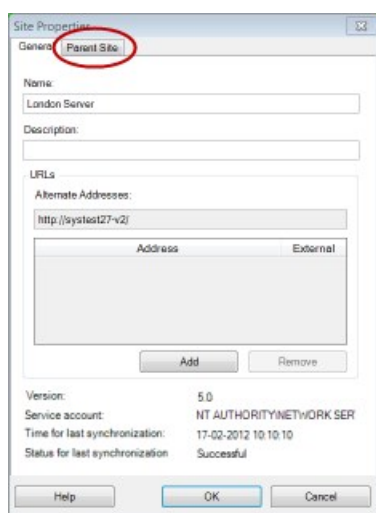 Site Properties
General Parent Site
Name:
London Server
Description:
URLs
Alternate Addresses:
http://systest27-v2/
Address External
Add Remove
Version: 5.0
Service account: NT AUTHORITY\NETWORK SER
Time for last synchronization: 17-02-2012 10:10:10
Status for last synchronization Successful
Help OK Cancel